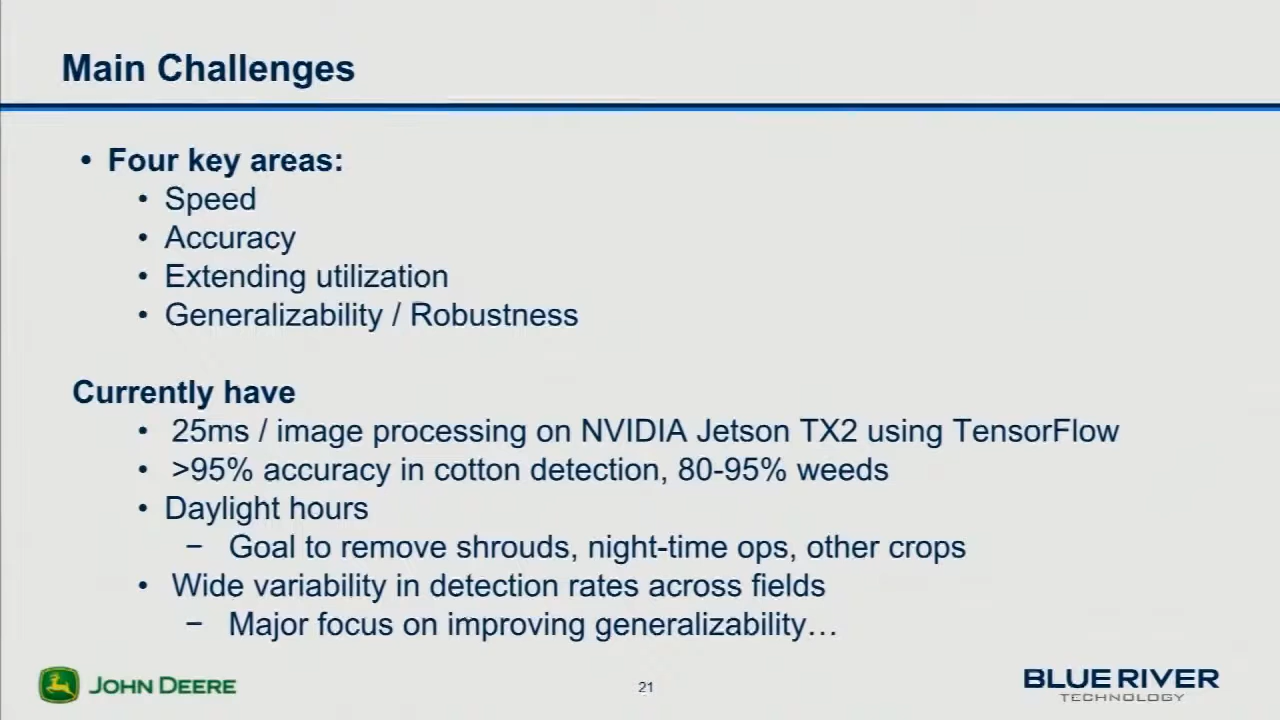 Main Challenges
• Four key areas:
• Speed
• Accuracy
• Extending utilization
• Generalizability / Robustness
Currently have
• 25ms / image processing on NVIDIA Jetson TX2 using TensorFlow
• >95% accuracy in cotton detection, 80-95% weeds
• Daylight hours
− Goal to remove shrouds, night-time ops, other crops
• Wide variability in detection rates across fields
− Major focus on improving generalizability…
JOHN DEERE
21
BLUE RIVER
TECHNOLOGY